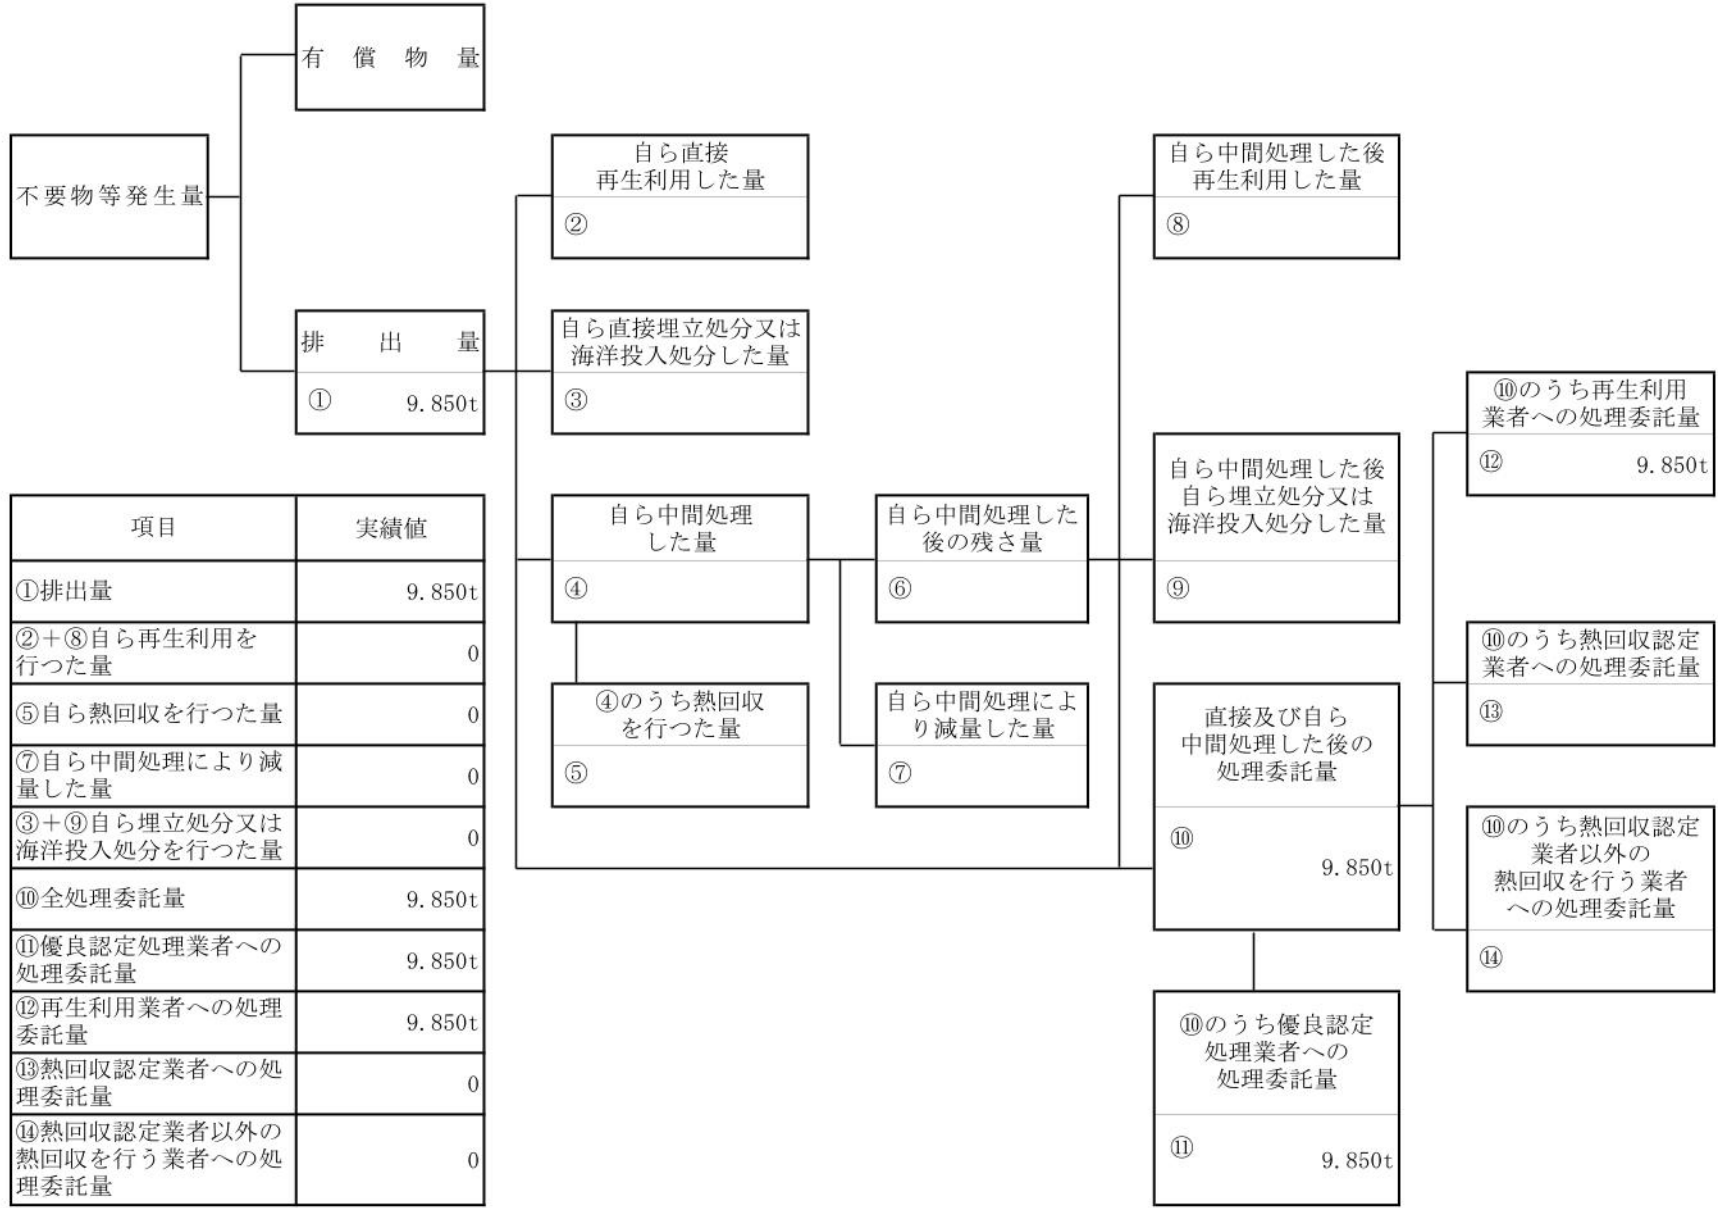 有償物量
不要物等発生量
排出量
① 9.850t
自ら直接
再生利用した量
②
自ら直接埋立処分又は
海洋投入処分した量
③
自ら中間処理
した量
④
④のうち熱回収
を行つた量
⑤
自ら中間処理した
後の残さ量
⑥
自ら中間処理によ
り減量した量
⑦
自ら中間処理した後
再生利用した量
⑧
自ら中間処理した後
自ら埋立処分又は
海洋投入処分した量
⑨
直接及び自ら
中間処理した後の
処理委託量
⑩
9.850t
⑩のうち優良認定
処理業者への
処理委託量
⑪
9.850t
⑩のうち再生利用
業者への処理委託量
⑫ 9.850t
⑩のうち熱回収認定
業者への処理委託量
⑬
⑩のうち熱回収認定
業者以外の
熱回収を行う業者
への処理委託量
⑭
項目 実績値
①排出量 9.850t
②＋⑧自ら再生利用を
行つた量 0
⑤自ら熱回収を行つた量 0
⑦自ら中間処理により減
量した量 0
③＋⑨自ら埋立処分又は
海洋投入処分を行つた量 0
⑩全処理委託量 9.850t
⑪優良認定処理業者への
処理委託量 9.850t
⑫再生利用業者への処理
委託量 9.850t
⑬熱回収認定業者への処
理委託量 0
⑭熱回収認定業者以外の
熱回収を行う業者への処
理委託量 0